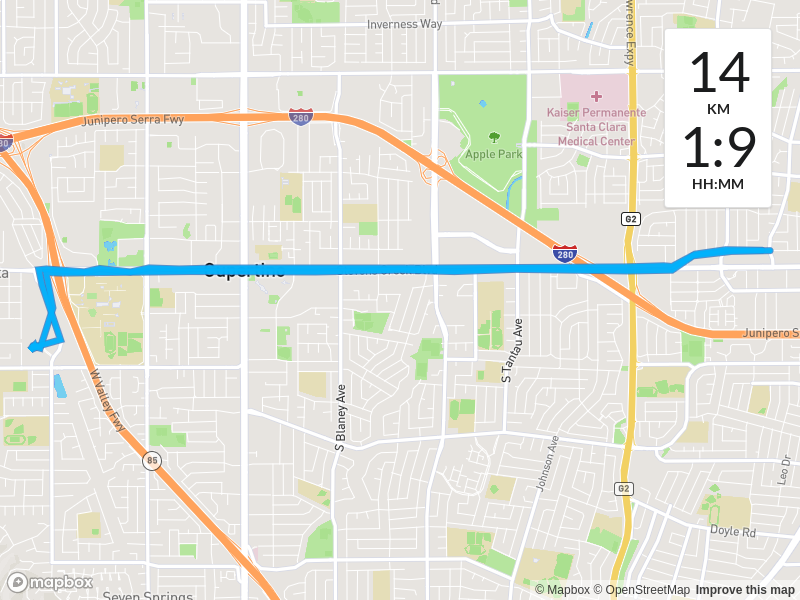 Inverness Way
wrence Expy
14
KM
1:9
HH:MM
Kaiser Permanente
Santa Clara
Medical Center
Junipero Serra Fwy
280
Apple Park
G2
280
Cupertino
ta
Junipero S
S Tantau Ave
W Valley Fwy
S Blaney Ave
Johnson Ave
85
Leo Dr
G2
Doyle Rd
mapbox
Seven Springs
© Mapbox © OpenStreetMap Improve this map